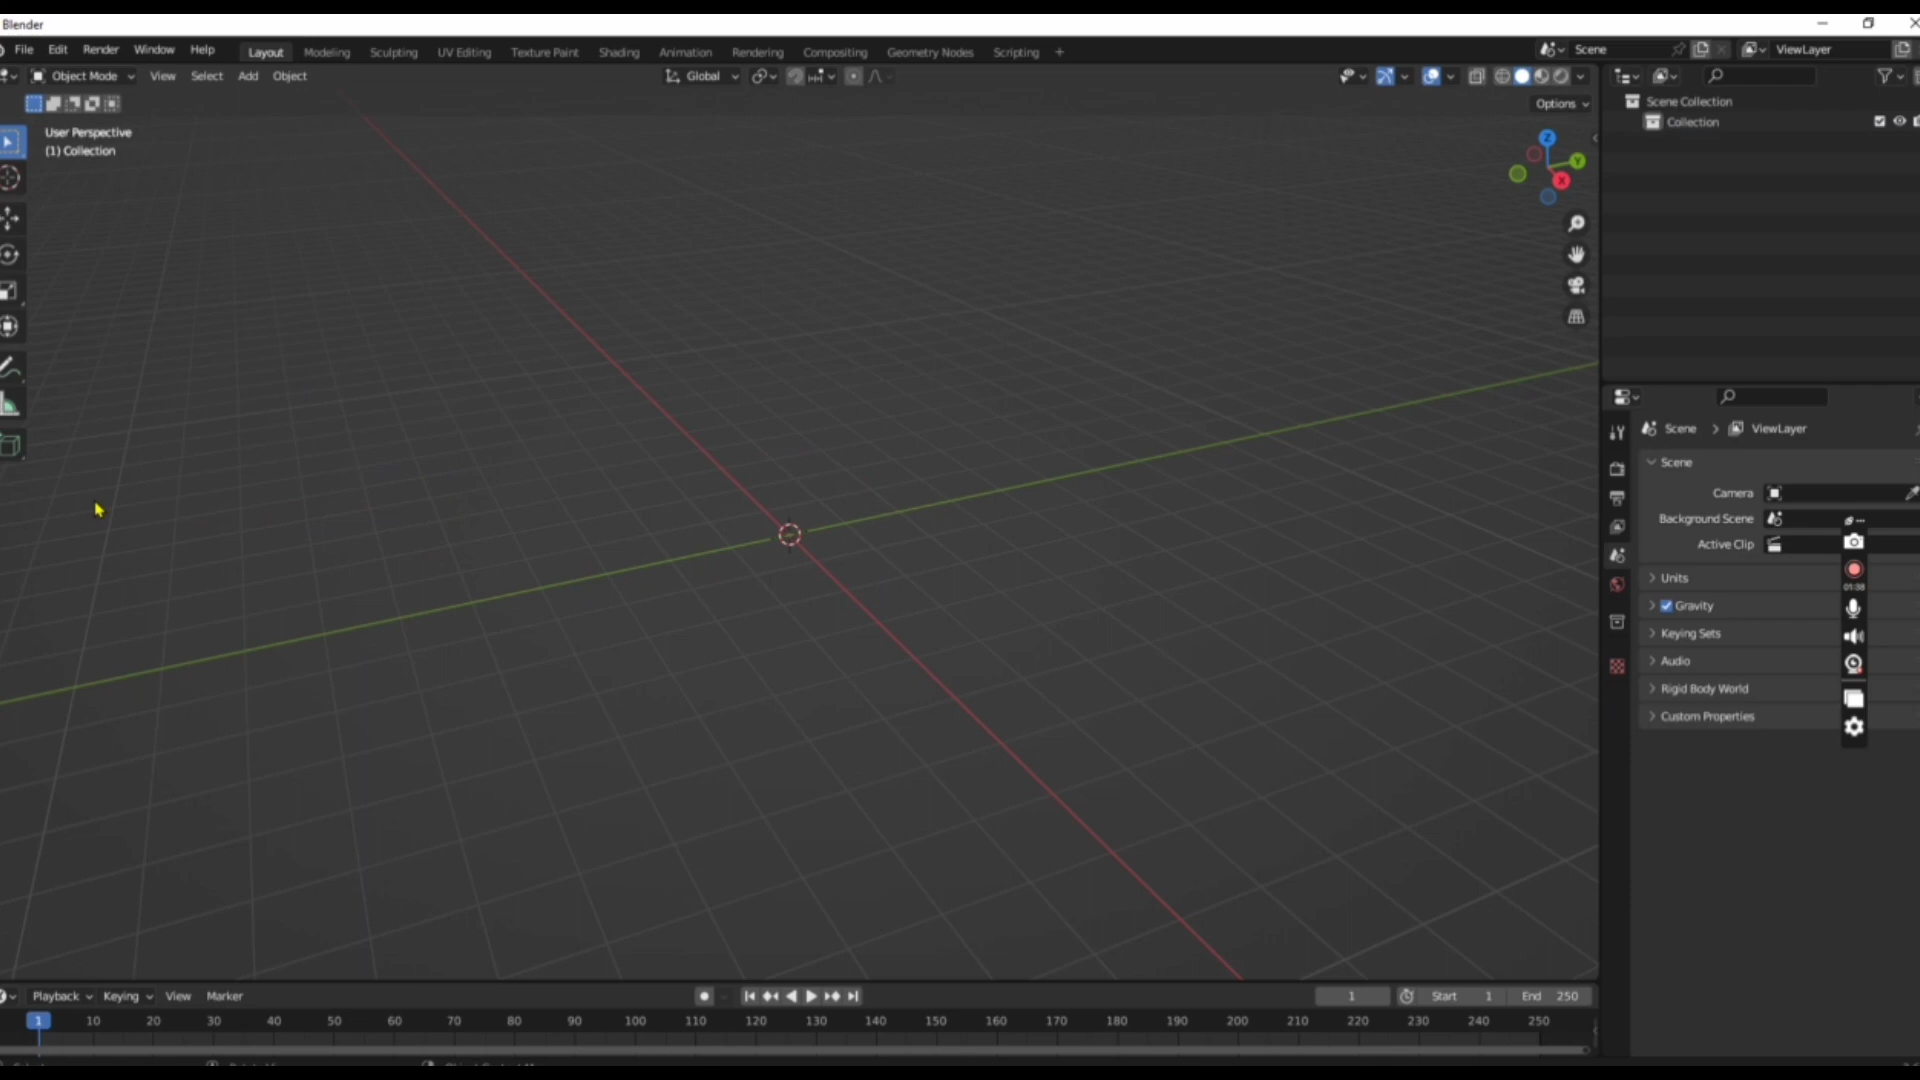 Blender
File Edit Render Window Help Layout Modeling Sculpting UV Editing Texture Paint Shading Animation Rendering Compositing Geometry Nodes Scripting + Scene ViewLayer
Object Mode View Select Add Object Global
Options
User Perspective
(1) Collection
Z
Y
X
Scene Collection
Collection
Scene > ViewLayer
Scene
Camera
Background Scene
Active Clip
Units
01:38
Gravity
Keying Sets
Audio
Rigid Body World
Custom Properties
Playback Keying View Marker 1 Start 1 End 250
1 10 20 30 40 50 60 70 80 90 100 110 120 130 140 150 160 170 180 190 200 210 220 230 240 250